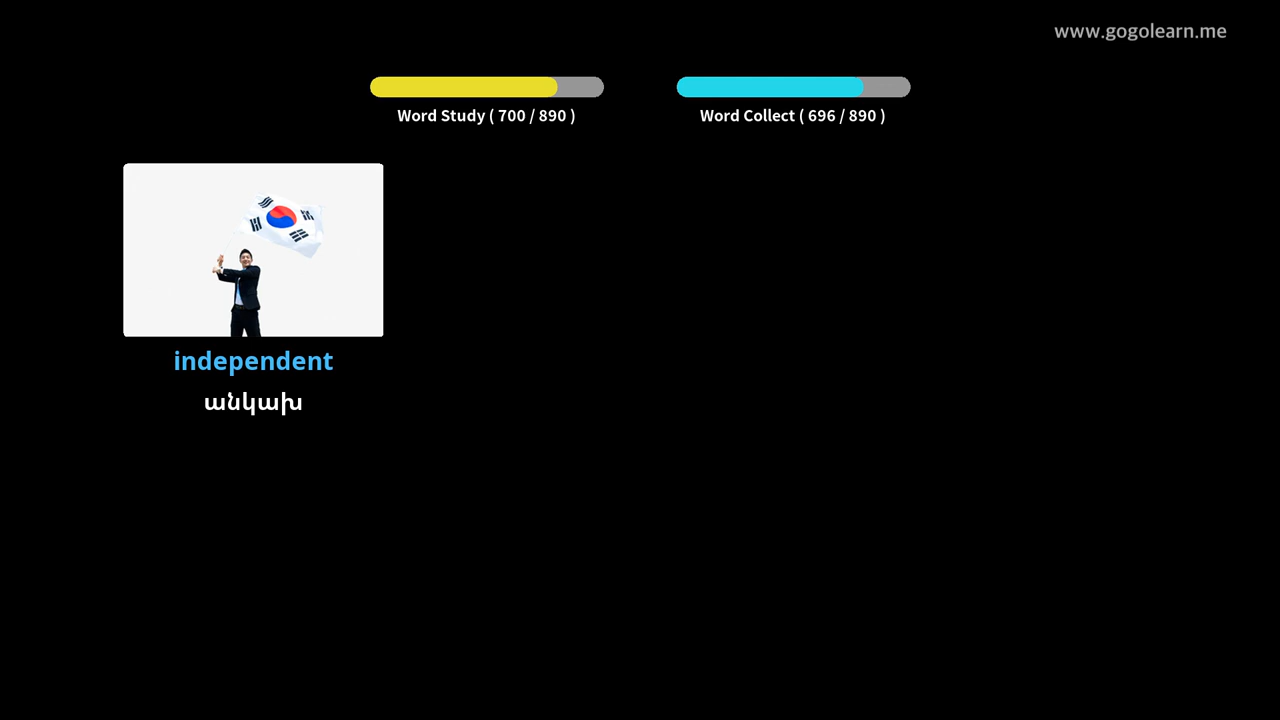 www.gogolearn.me
Word Study ( 700 / 890 )
Word Collect ( 696 / 890 )
independent
անկախ